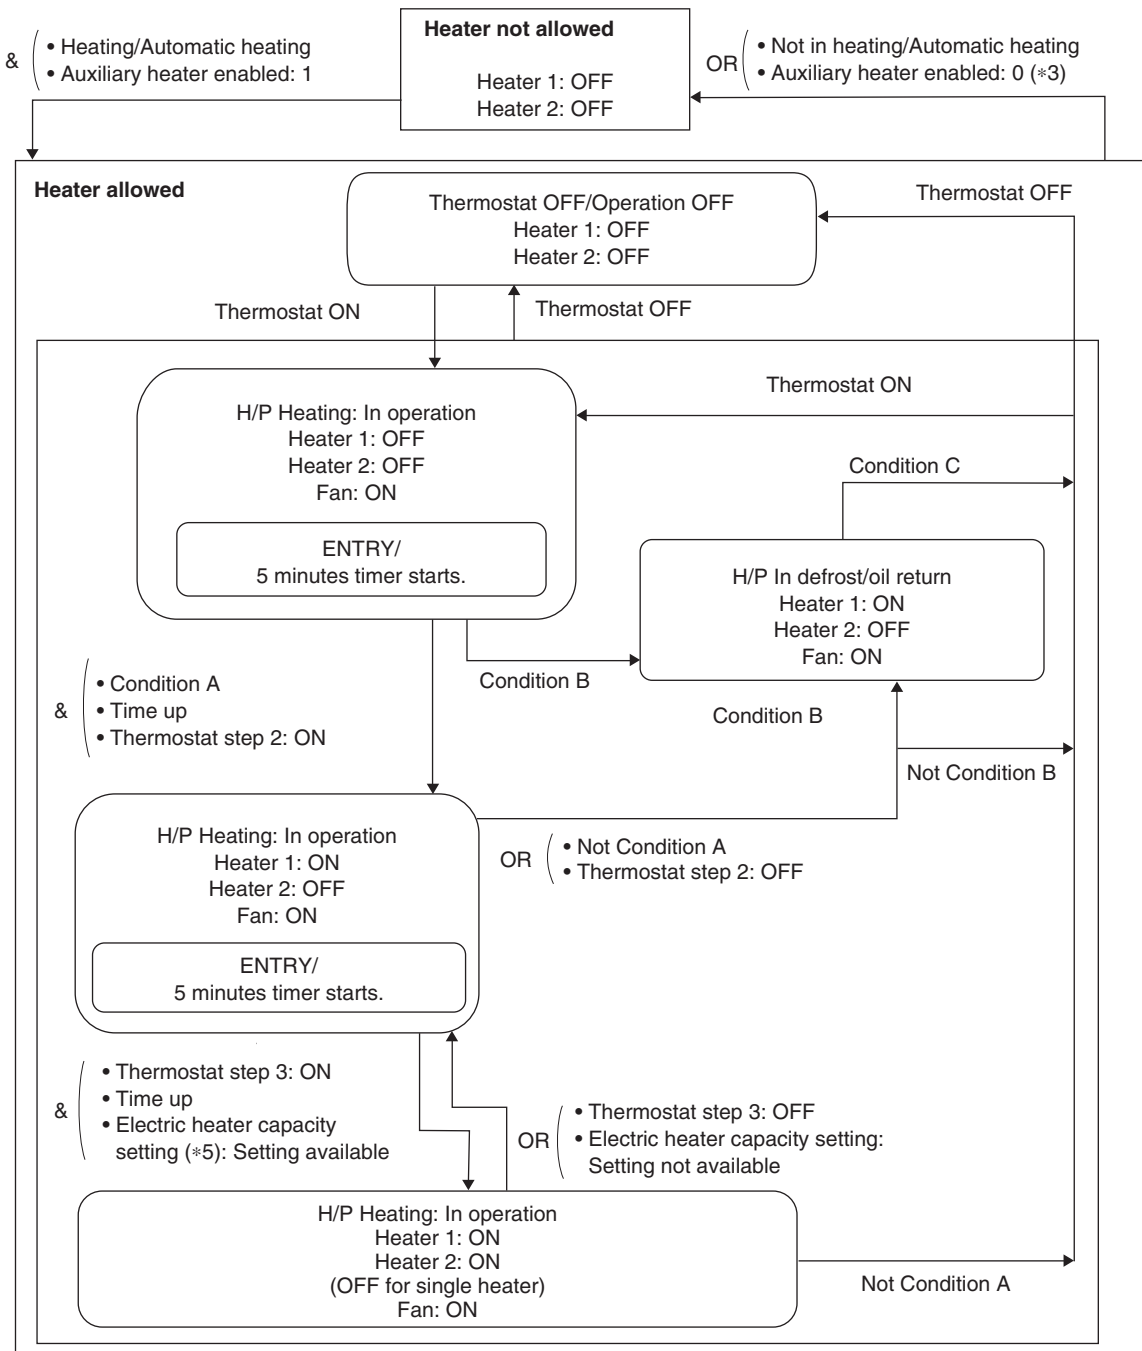 Heater not allowed
Heater 1: OFF
Heater 2: OFF
&
• Heating/Automatic heating
• Auxiliary heater enabled: 1
OR
• Not in heating/Automatic heating
• Auxiliary heater enabled: 0 (*3)
Heater allowed
Thermostat OFF/Operation OFF
Heater 1: OFF
Heater 2: OFF
Thermostat OFF
Thermostat ON
Thermostat OFF
H/P Heating: In operation
Heater 1: OFF
Heater 2: OFF
Fan: ON
ENTRY/
5 minutes timer starts.
Thermostat ON
Condition C
H/P In defrost/oil return
Heater 1: ON
Heater 2: OFF
Fan: ON
&
• Condition A
• Time up
• Thermostat step 2: ON
Condition B
Condition B
Not Condition B
H/P Heating: In operation
Heater 1: ON
Heater 2: OFF
Fan: ON
ENTRY/
5 minutes timer starts.
OR
• Not Condition A
• Thermostat step 2: OFF
&
• Thermostat step 3: ON
• Time up
• Electric heater capacity
setting (*5): Setting available
OR
• Thermostat step 3: OFF
• Electric heater capacity setting:
Setting not available
H/P Heating: In operation
Heater 1: ON
Heater 2: ON
(OFF for single heater)
Fan: ON
Not Condition A